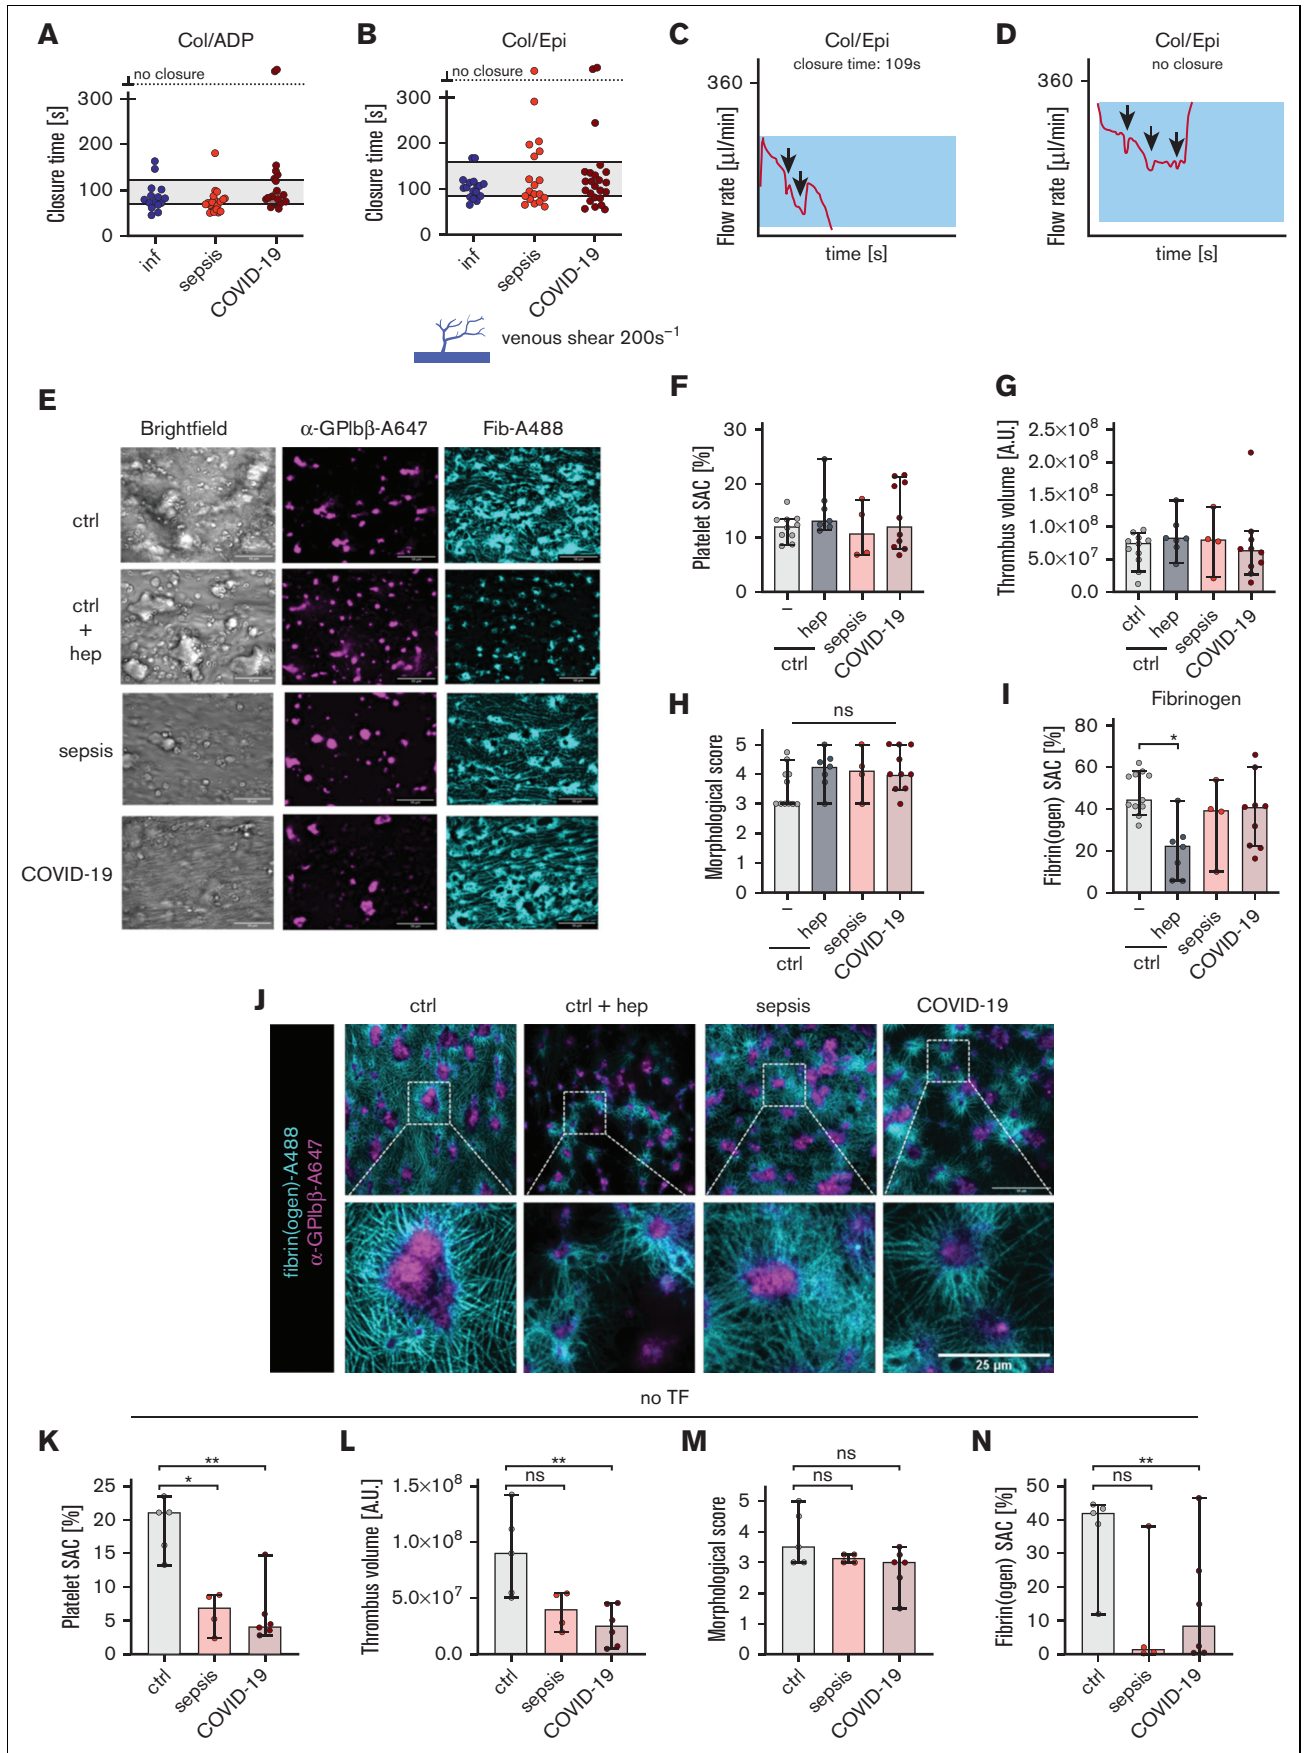 A
Col/ADP
no closure
Closure time [s]
300
200
100
0
inf
sepsis
COVID-19
B
Col/Epi
no closure
Closure time [s]
300
200
100
0
inf
sepsis
COVID-19
C
Col/Epi
closure time: 109s
360
Flow rate [µl/min]
time [s]
D
Col/Epi
no closure
360
Flow rate [µl/min]
time [s]
venous shear 200s⁻¹
E
Brightfield
α-GPIbβ-A647
Fib-A488
ctrl
ctrl
+
hep
sepsis
COVID-19
F
Platelet SAC [%]
30
20
10
0
–
hep
sepsis
COVID-19
ctrl
G
Thrombus volume [A.U.]
2.5×10⁸
2.0×10⁸
1.5×10⁸
1.0×10⁸
5.0×10⁷
0.0
ctrl
hep
sepsis
COVID-19
ctrl
H
ns
Morphological score
5
4
3
2
1
0
–
hep
sepsis
COVID-19
ctrl
I
Fibrinogen
*
Fibrin(ogen) SAC [%]
80
60
40
20
0
–
hep
sepsis
COVID-19
ctrl
J
ctrl
ctrl + hep
sepsis
COVID-19
fibrin(ogen)-A488
α-GPIbβ-A647
25 µm
no TF
K
**
*
Platelet SAC [%]
25
20
15
10
5
0
ctrl
sepsis
COVID-19
L
**
ns
Thrombus volume [A.U.]
1.5×10⁸
1.0×10⁸
5.0×10⁷
0.0
ctrl
sepsis
COVID-19
M
ns
ns
Morphological score
5
4
3
2
1
0
ctrl
sepsis
COVID-19
N
**
ns
Fibrin(ogen) SAC [%]
50
40
30
20
10
0
ctrl
sepsis
COVID-19